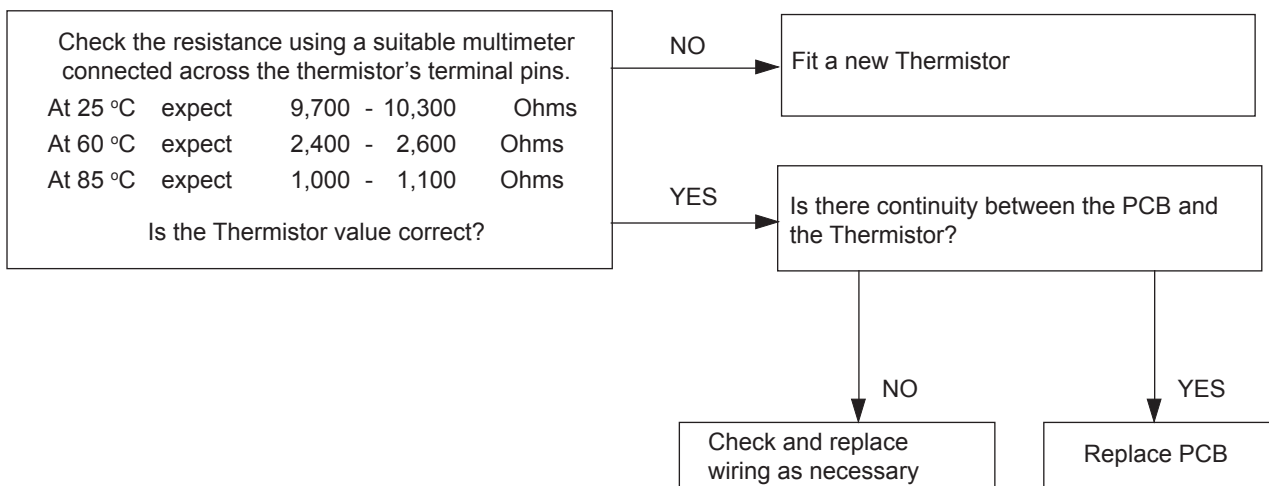 Check the resistance using a suitable multimeter
connected across the thermistor's terminal pins.
At 25 °C expect 9,700 - 10,300 Ohms
At 60 °C expect 2,400 - 2,600 Ohms
At 85 °C expect 1,000 - 1,100 Ohms
Is the Thermistor value correct?
NO
Fit a new Thermistor
YES
Is there continuity between the PCB and
the Thermistor?
NO
Check and replace
wiring as necessary
YES
Replace PCB